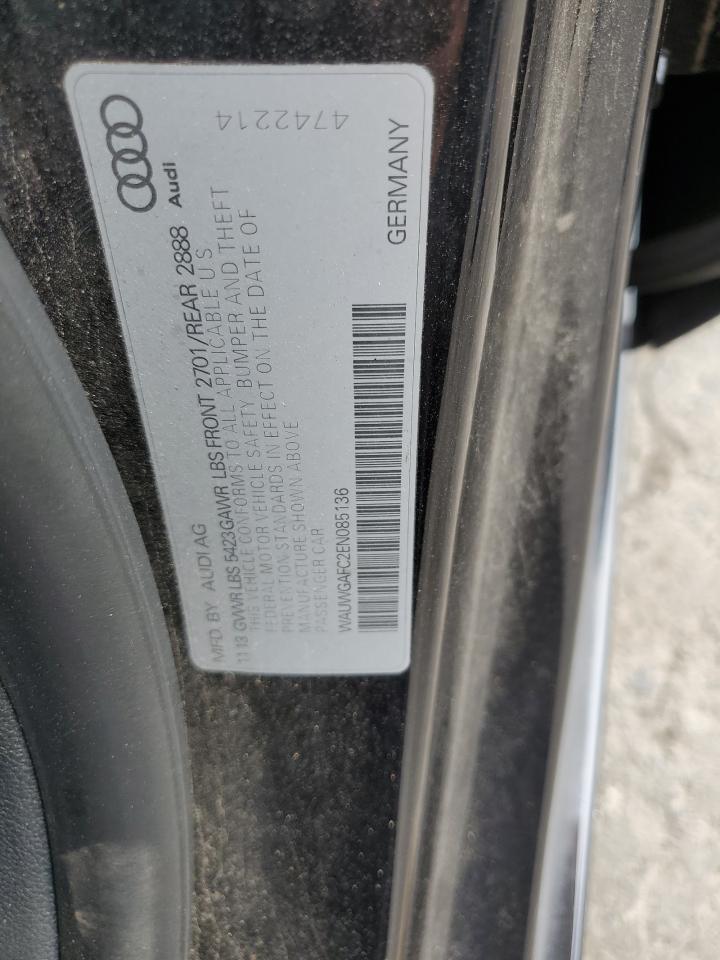 Audi
4742214
MFD. BY AUDI AG
11 13 GVWR LBS 5423 GAWR LBS FRONT 2701/REAR 2888
THIS VEHICLE CONFORMS TO ALL APPLICABLE U S
FEDERAL MOTOR VEHICLE SAFETY, BUMPER AND THEFT
PREVENTION STANDARDS IN EFFECT ON THE DATE OF
MANUFACTURE SHOWN ABOVE
PASSENGER CAR
WAUWGAFC2EN085136
GERMANY